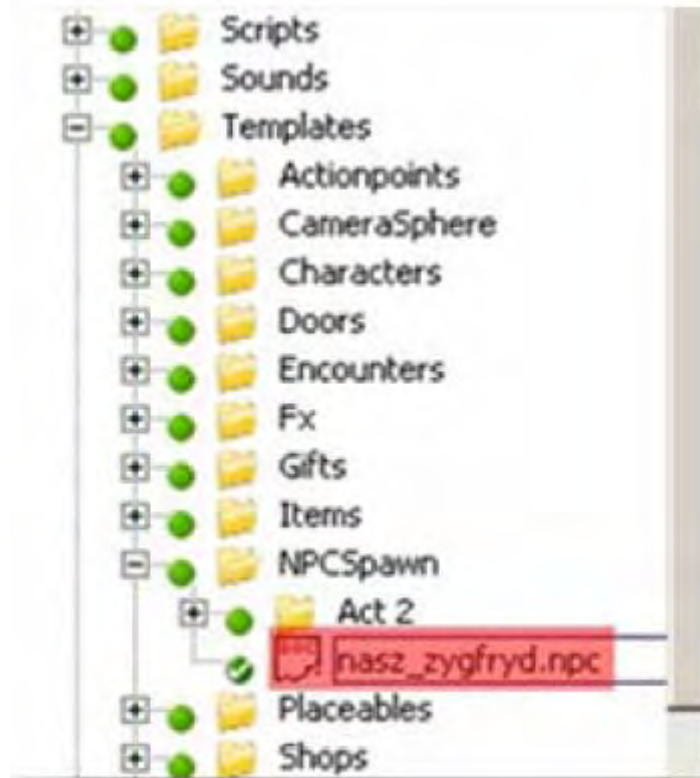 Scripts
Sounds
Templates
Actionpoints
CameraSphere
Characters
Doors
Encounters
Fx
Gifts
Items
NPCSpawn
Act 2
nasz_zygfryd.npc
Placeables
Shops